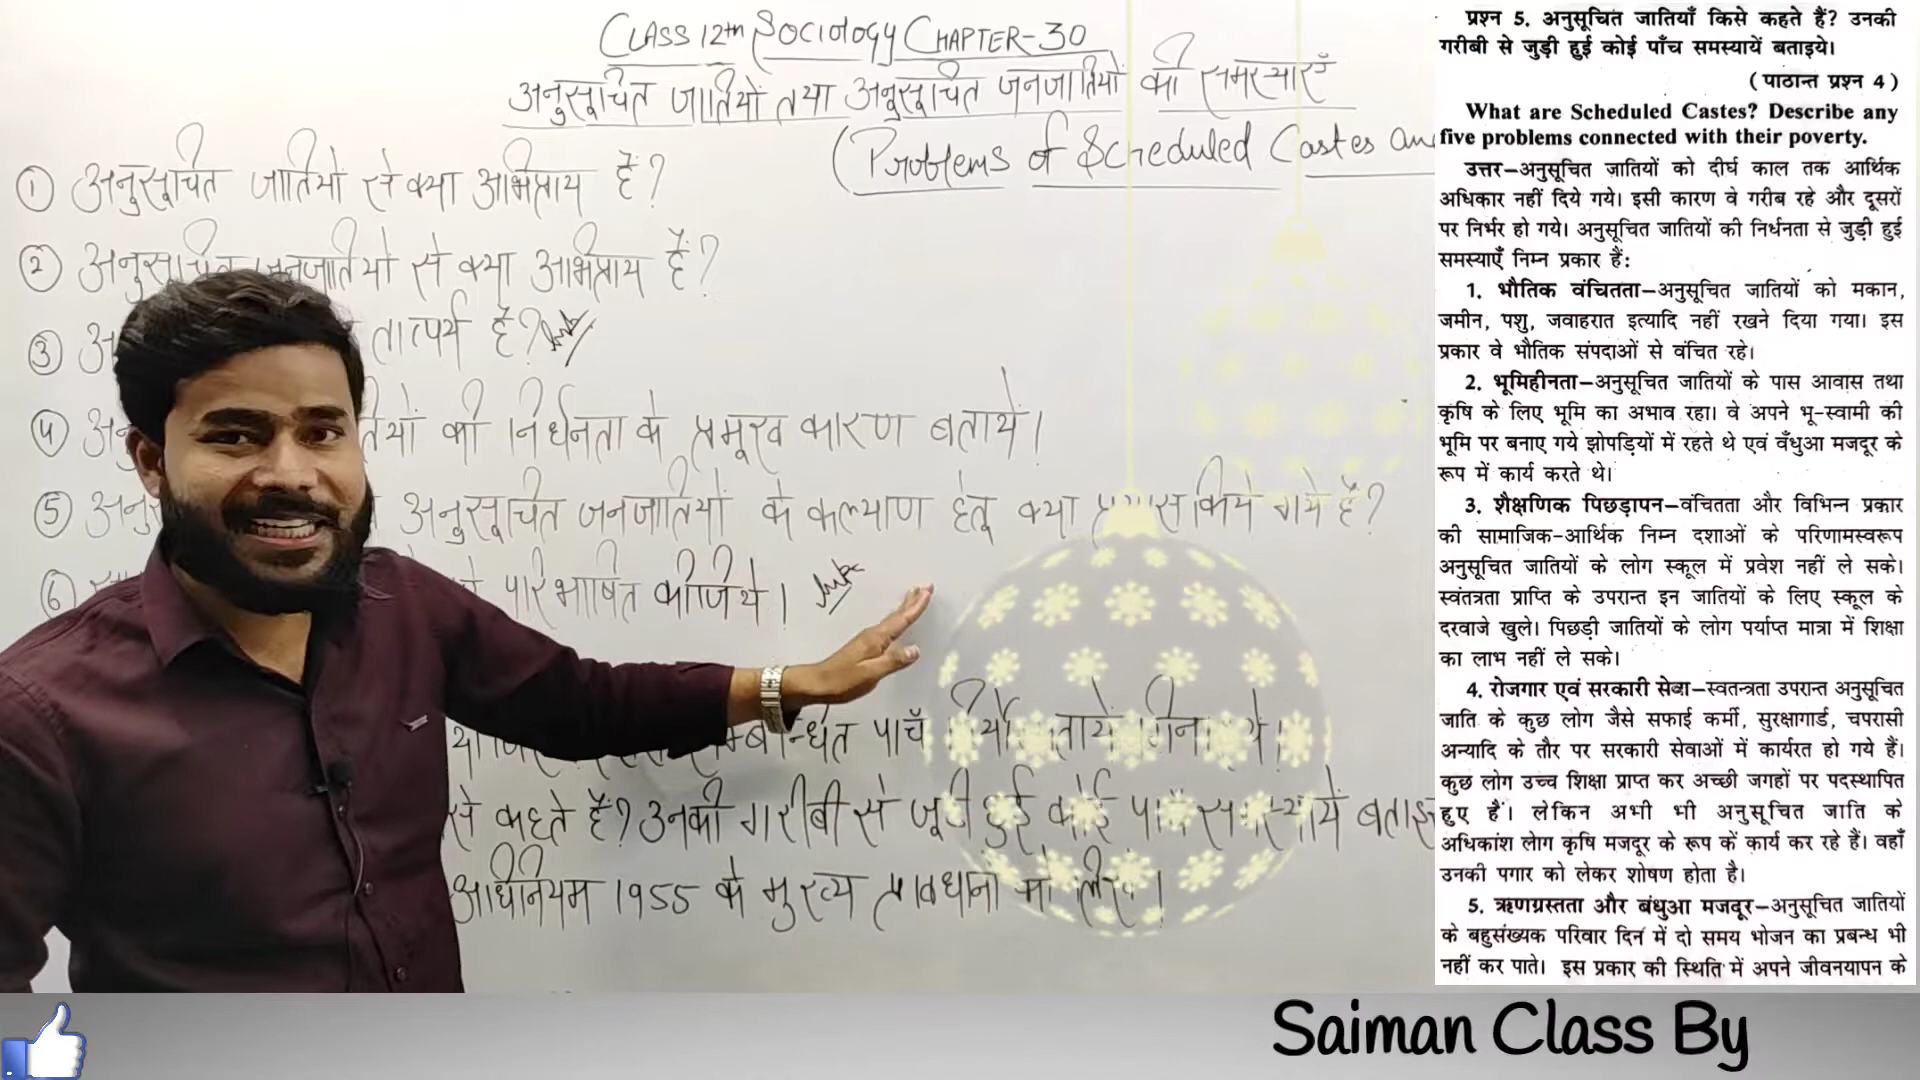 CLASS 12th SOCIOLOGY CHAPTER-30
अनुसूचित जातियों तथा अनुसूचित जनजातियों की समस्याएँ
(Problems of Scheduled Castes an
① अनुसूचित जातियों से क्या अभिप्राय है?
② अनुसूचित जनजातियों से क्या अभिप्राय है?
③ अ तात्पर्य है?
④ अनु तियों की निर्धनता के प्रमुख कारण बतायें।
⑤ अनुस अनुसूचित जनजातियों के कल्याण हेतू क्या प्रयास किये गये है?
⑥ परिभाषित कीजिये।
म्बन्धित पाँच
से कहते हैं? उनकी गरीबी से जूड़ी हुई कोई पाँच समस्यायें बताइ
अधिनियम 1955 के मुख्य प्रावधानों को लिखें।
प्रश्न 5. अनुसूचित जातियाँ किसे कहते हैं? उनकी
गरीबी से जुड़ी हुई कोई पाँच समस्यायें बताइये।
(पाठान्त प्रश्न 4)
What are Scheduled Castes? Describe any
five problems connected with their poverty.
उत्तर–अनुसूचित जातियों को दीर्घ काल तक आर्थिक
अधिकार नहीं दिये गये। इसी कारण वे गरीब रहे और दूसरों
पर निर्भर हो गये। अनुसूचित जातियों की निर्धनता से जुड़ी हुई
समस्याएँ निम्न प्रकार हैं:
1. भौतिक वंचितता–अनुसूचित जातियों को मकान,
जमीन, पशु, जवाहरात इत्यादि नहीं रखने दिया गया। इस
प्रकार वे भौतिक संपदाओं से वंचित रहे।
2. भूमिहीनता–अनुसूचित जातियों के पास आवास तथा
कृषि के लिए भूमि का अभाव रहा। वे अपने भू-स्वामी की
भूमि पर बनाए गये झोपड़ियों में रहते थे एवं वँधुआ मजदूर के
रूप में कार्य करते थे।
3. शैक्षणिक पिछड़ापन–वंचितता और विभिन्न प्रकार
की सामाजिक-आर्थिक निम्न दशाओं के परिणामस्वरूप
अनुसूचित जातियों के लोग स्कूल में प्रवेश नहीं ले सके।
स्वंतत्रता प्राप्ति के उपरान्त इन जातियों के लिए स्कूल के
दरवाजे खुले। पिछड़ी जातियों के लोग पर्याप्त मात्रा में शिक्षा
का लाभ नहीं ले सके।
4. रोजगार एवं सरकारी सेवा–स्वतन्त्रता उपरान्त अनुसूचित
जाति के कुछ लोग जैसे सफाई कर्मी, सुरक्षागार्ड, चपरासी
अन्यादि के तौर पर सरकारी सेवाओं में कार्यरत हो गये हैं।
कुछ लोग उच्च शिक्षा प्राप्त कर अच्छी जगहों पर पदस्थापित
हुए हैं। लेकिन अभी भी अनुसूचित जाति के
अधिकांश लोग कृषि मजदूर के रूप कें कार्य कर रहे हैं। वहाँ
उनकी पगार को लेकर शोषण होता है।
5. ऋणग्रस्तता और बंधुआ मजदूर–अनुसूचित जातियों
के बहुसंख्यक परिवार दिन में दो समय भोजन का प्रबन्ध भी
नहीं कर पाते। इस प्रकार की स्थिति में अपने जीवनयापन के
Saiman Class By